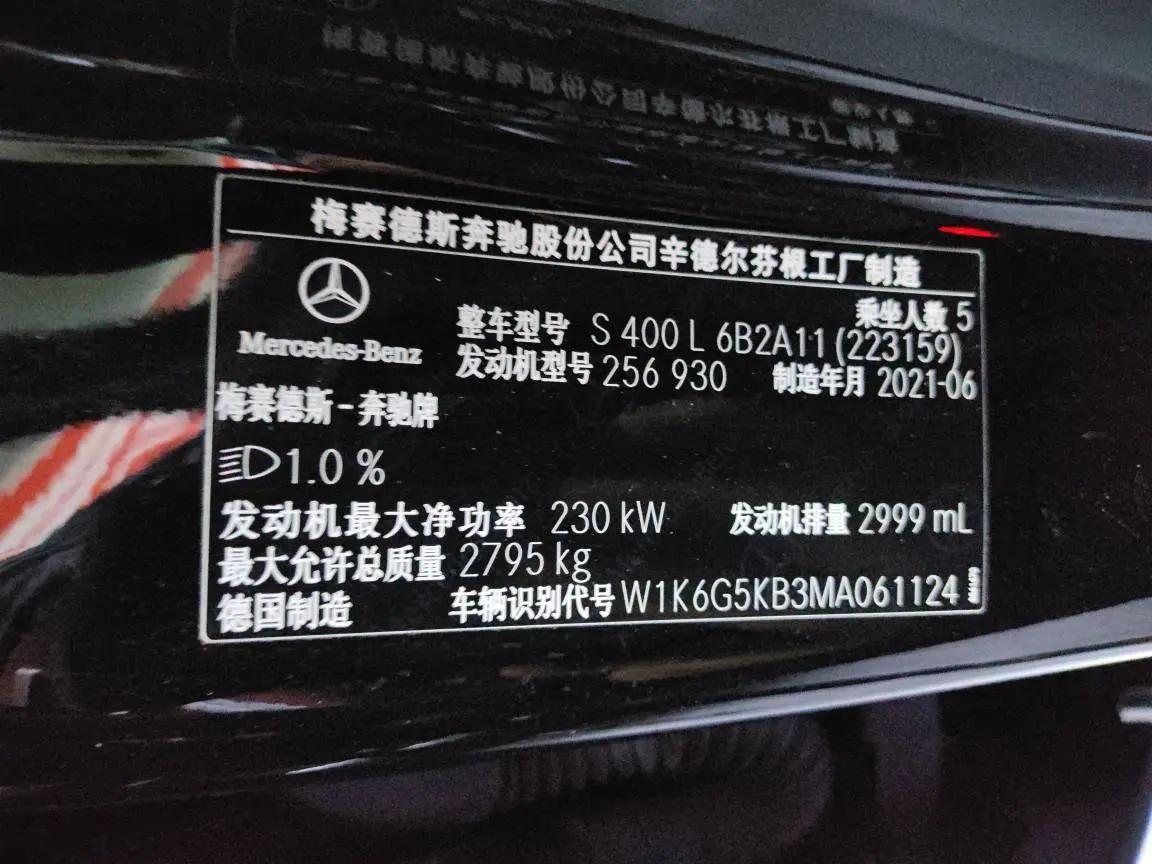 梅赛德斯奔驰股份公司辛德尔芬根工厂制造
乘坐人数 5
Mercedes-Benz
整车型号 S 400 L 6B2A11 (223159)
发动机型号 256 930 制造年月 2021-06
梅赛德斯－奔驰牌
1.0 %
发动机最大净功率 230 kW 发动机排量 2999 mL
最大允许总质量 2795 kg
德国制造 车辆识别代号 W1K6G5KB3MA061124